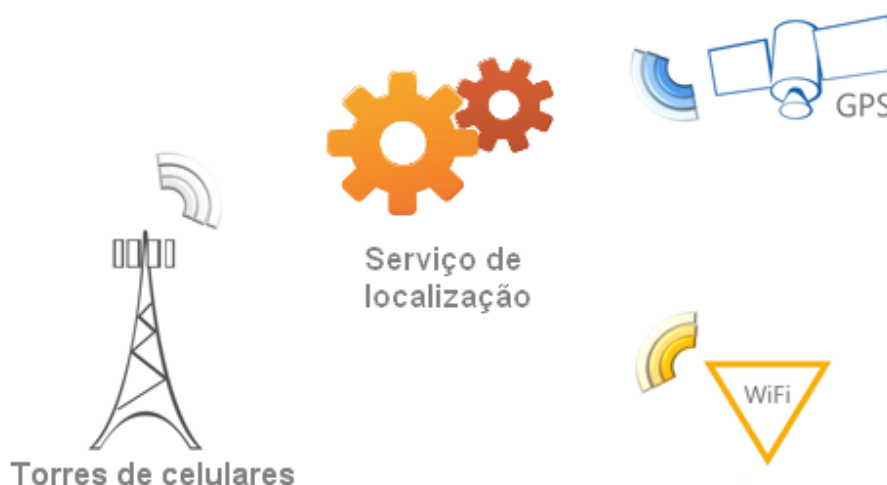 GPS
Serviço de
localização
WiFi
Torres de celulares